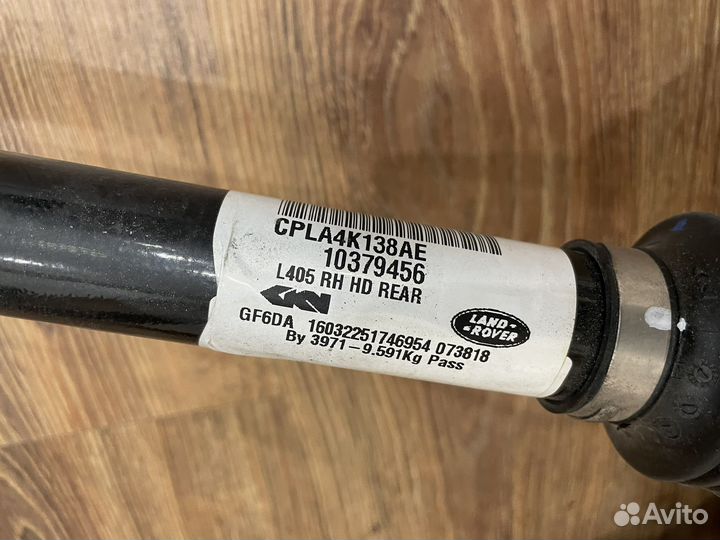 CPLA4K138AE
10379456
L405 RH HD REAR
GKN
GF6DA 16032251746954 073818
By 3971-9.591Kg Pass
LAND-
-ROVER
Avito